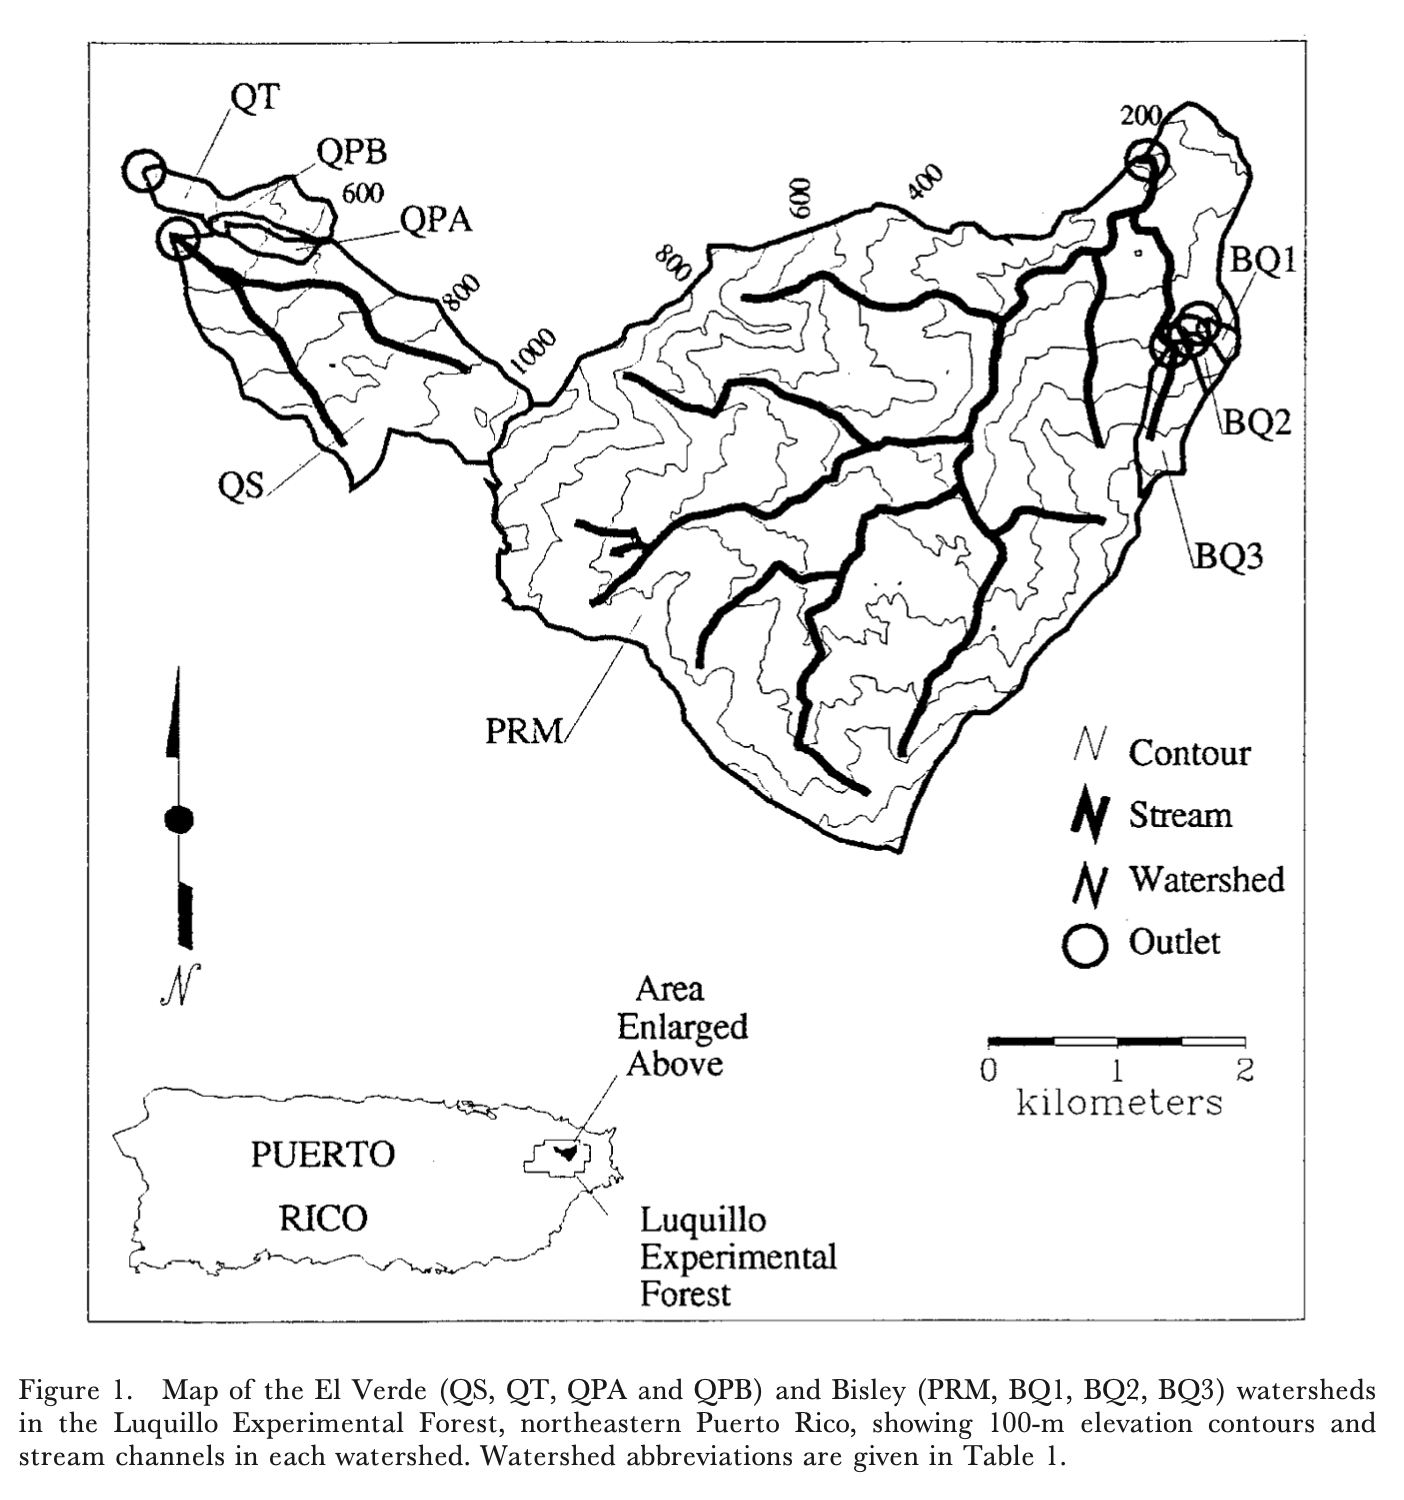 QT
QPB
600
QPA
800
1000
QS
800
600
400
200
BQ1
BQ2
BQ3
PRM
Contour
Stream
Watershed
Outlet
N
Area
Enlarged
Above
0 1 2
kilometers
PUERTO
RICO
Luquillo
Experimental
Forest
Figure 1. Map of the El Verde (QS, QT, QPA and QPB) and Bisley (PRM, BQ1, BQ2, BQ3) watersheds
in the Luquillo Experimental Forest, northeastern Puerto Rico, showing 100-m elevation contours and
stream channels in each watershed. Watershed abbreviations are given in Table 1.